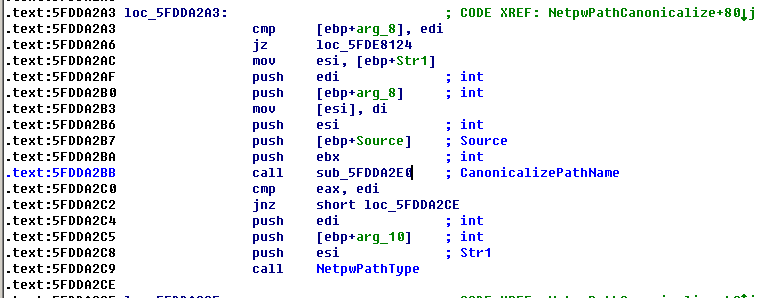 .text:5FDDA2A3
.text:5FDDA2A3 loc_5FDDA2A3: ; CODE XREF: NetpwPathCanonicalize+80↓j
.text:5FDDA2A3 cmp [ebp+arg_8], edi
.text:5FDDA2A6 jz loc_5FDE8124
.text:5FDDA2AC mov esi, [ebp+Str1]
.text:5FDDA2AF push edi ; int
.text:5FDDA2B0 push [ebp+arg_8] ; int
.text:5FDDA2B3 mov [esi], di
.text:5FDDA2B6 push esi ; int
.text:5FDDA2B7 push [ebp+Source] ; Source
.text:5FDDA2BA push ebx ; int
.text:5FDDA2BB call sub_5FDDA2E0 ; CanonicalizePathName
.text:5FDDA2C0 cmp eax, edi
.text:5FDDA2C2 jnz short loc_5FDDA2CE
.text:5FDDA2C4 push edi ; int
.text:5FDDA2C5 push [ebp+arg_10] ; int
.text:5FDDA2C8 push esi ; Str1
.text:5FDDA2C9 call NetpwPathType
.text:5FDDA2CE